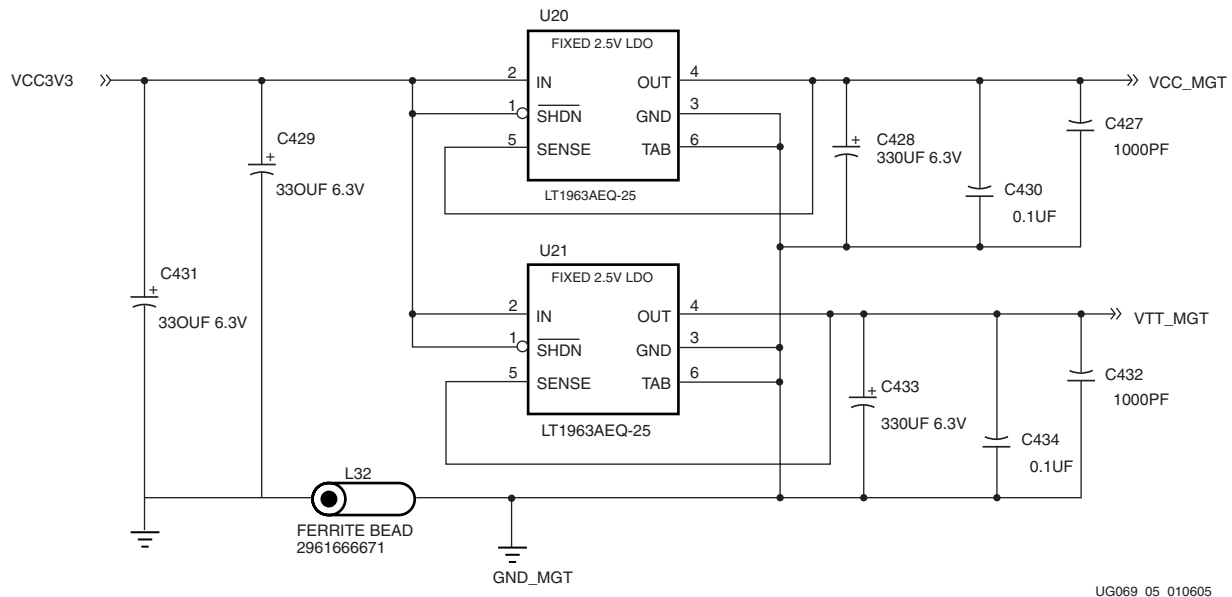 U20
FIXED 2.5V LDO
VCC3V3
2
IN
OUT
4
VCC_MGT
1
SHDN
GND
3
5
SENSE
TAB
6
LT1963AEQ-25
C429
+
33OUF 6.3V
+
C428
330UF 6.3V
C427
1000PF
C430
0.1UF
U21
FIXED 2.5V LDO
C431
+
33OUF 6.3V
2
IN
OUT
4
VTT_MGT
1
SHDN
GND
3
5
SENSE
TAB
6
LT1963AEQ-25
+
C433
330UF 6.3V
C432
1000PF
C434
0.1UF
L32
FERRITE BEAD
2961666671
GND_MGT
UG069_05_010605